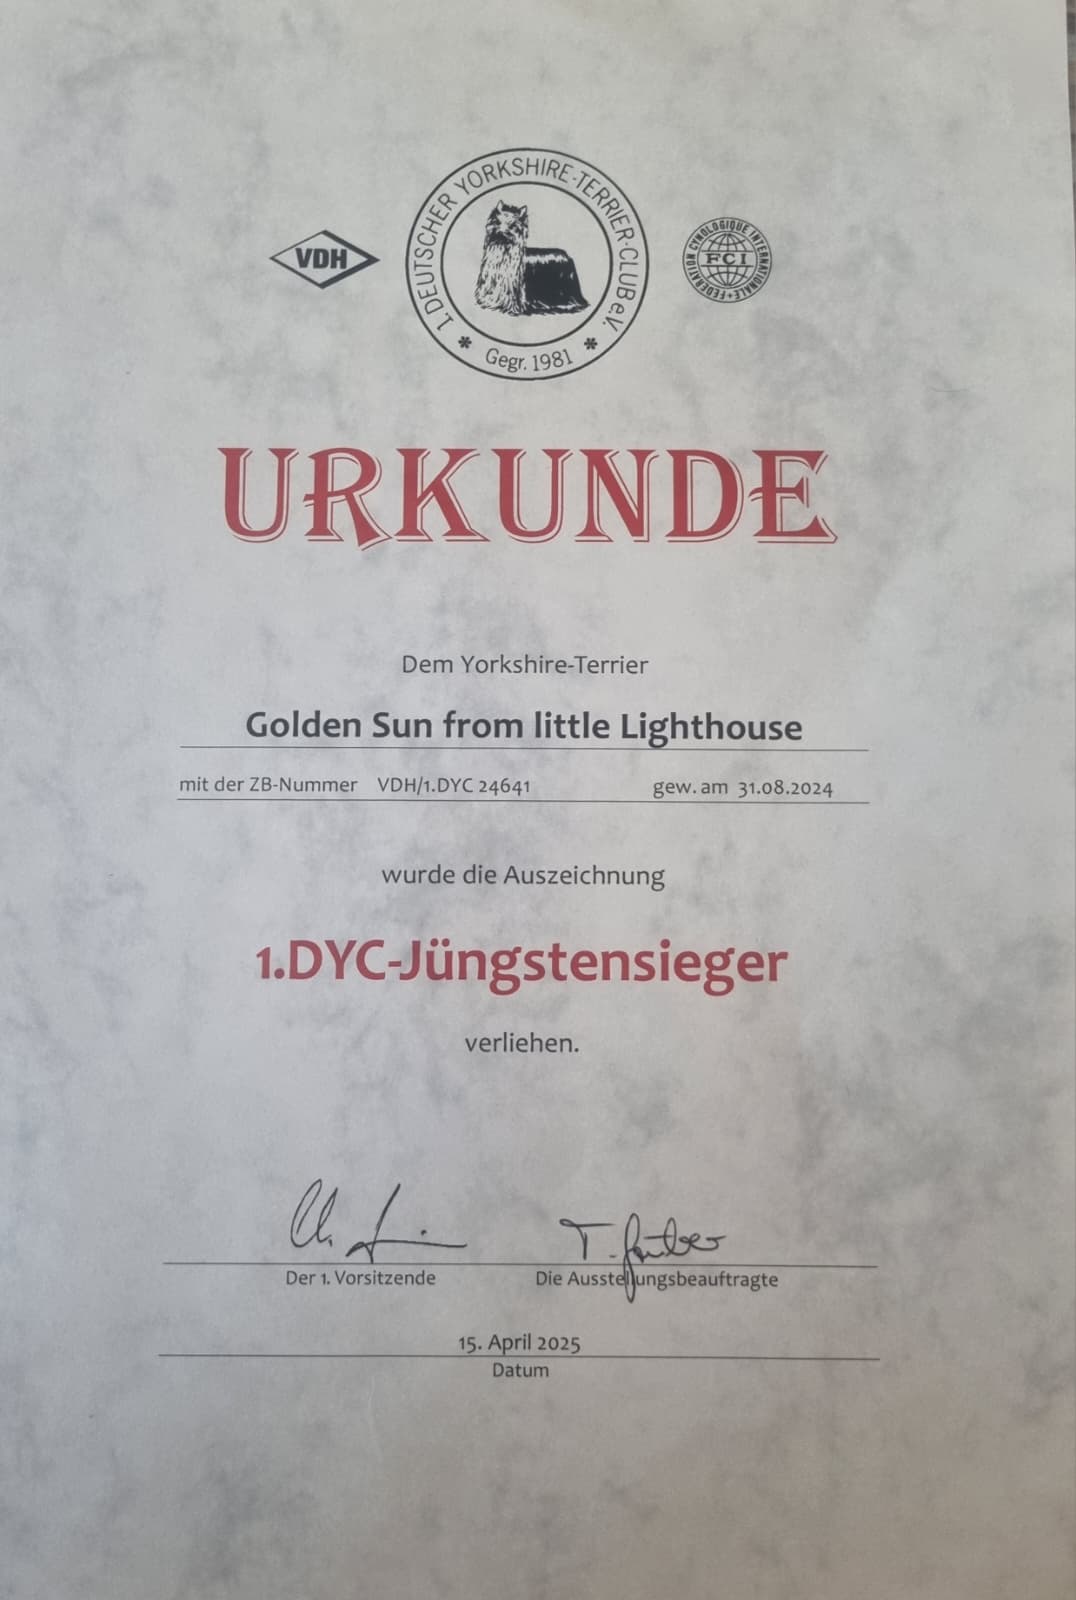 VDH
1. DEUTSCHER YORKSHIRE-TERRIER-CLUB e.V.
Gegr. 1981
FEDERATION CYNOLOGIQUE INTERNATIONALE
FCI
URKUNDE
Dem Yorkshire-Terrier
Golden Sun from little Lighthouse
mit der ZB-Nummer VDH/1.DYC 24641 gew. am 31.08.2024
wurde die Auszeichnung
1.DYC-Jüngstensieger
verliehen.
Der 1. Vorsitzende Die Ausstellungsbeauftragte
15. April 2025
Datum